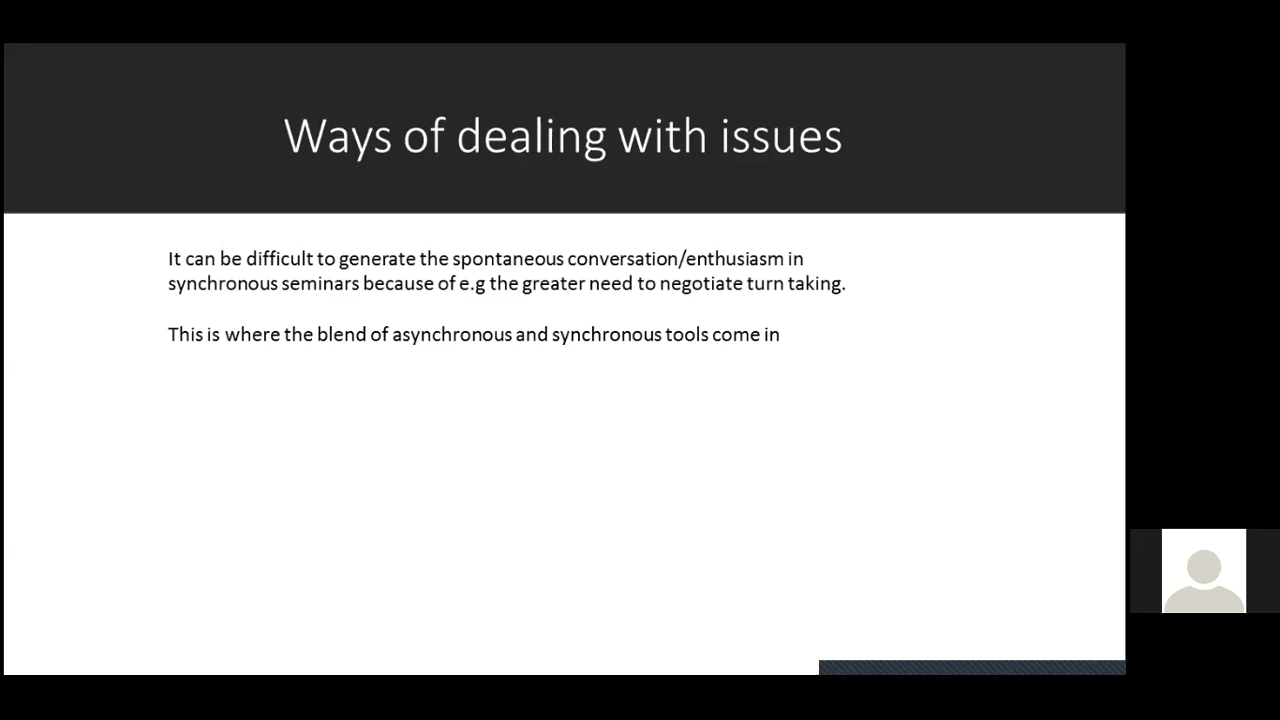 Ways of dealing with issues
It can be difficult to generate the spontaneous conversation/enthusiasm in
synchronous seminars because of e.g the greater need to negotiate turn taking.
This is where the blend of asynchronous and synchronous tools come in